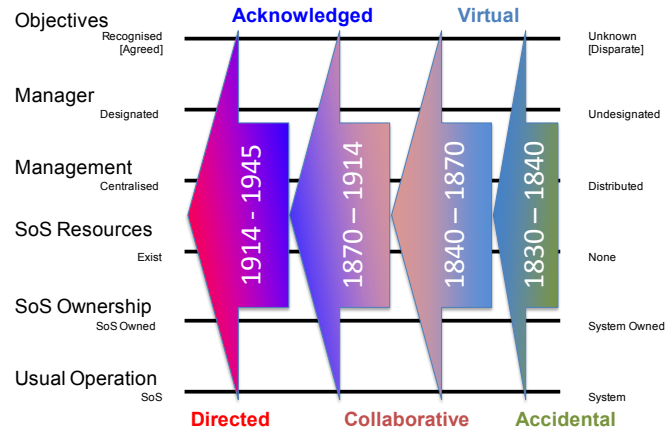 Objectives
Acknowledged
Virtual
Recognised
[Agreed]
Unknown
[Disparate]
Manager
Designated
Undesignated
Management
Centralised
Distributed
1914 - 1945
1870 – 1914
1840 – 1870
1830 – 1840
SoS Resources
Exist
None
SoS Ownership
SoS Owned
System Owned
Usual Operation
SoS
System
Directed
Collaborative
Accidental